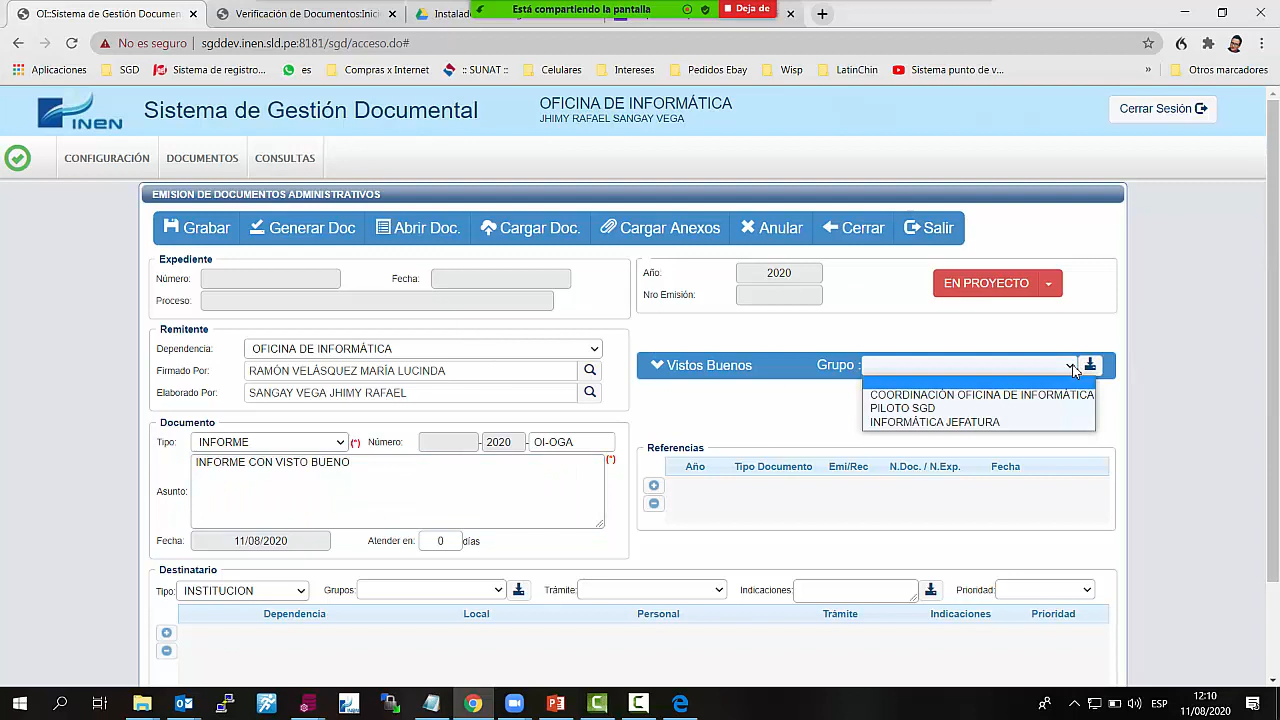 OI:Sistema de Gestión Documen
Verificación de Documentos:Inici
Instalad
Está compartiendo la pantalla
Deja de
No es seguro | sgddev.inen.sld.pe:8181/sgd/acceso.do#
Aplicaciones
SGD
Sistema de registro...
es
Compras x Internet
:: SUNAT ::
Celulares
Intereses
Pedidos Ebay
Wisp
LatinChin
Sistema punto de v...
»
Otros marcadores
INEN
Sistema de Gestión Documental
OFICINA DE INFORMÁTICA
JHIMY RAFAEL SANGAY VEGA
Cerrar Sesión
CONFIGURACIÓN
DOCUMENTOS
CONSULTAS
EMISION DE DOCUMENTOS ADMINISTRATIVOS
Grabar
Generar Doc
Abrir Doc.
Cargar Doc.
Cargar Anexos
Anular
Cerrar
Salir
Expediente
Número:
Fecha:
Proceso:
Año: 2020
Nro Emisión:
EN PROYECTO
Remitente
Dependencia: OFICINA DE INFORMÁTICA
Firmado Por: RAMÓN VELÁSQUEZ MARÍA LUCINDA
Elaborado Por: SANGAY VEGA JHIMY RAFAEL
Vistos Buenos
Grupo :
COORDINACIÓN OFICINA DE INFORMÁTICA
PILOTO SGD
INFORMÁTICA JEFATURA
Documento
Tipo: INFORME (*) Número: - 2020 OI-OGA
Asunto: INFORME CON VISTO BUENO (*)
Fecha: 11/08/2020 Atender en: 0 días
Referencias
Año Tipo Documento Emi/Rec N.Doc. / N.Exp. Fecha
Destinatario
Tipo: INSTITUCION Grupos: Trámite: Indicaciones: Prioridad:
Dependencia Local Personal Trámite Indicaciones Prioridad
ESP
12:10
11/08/2020